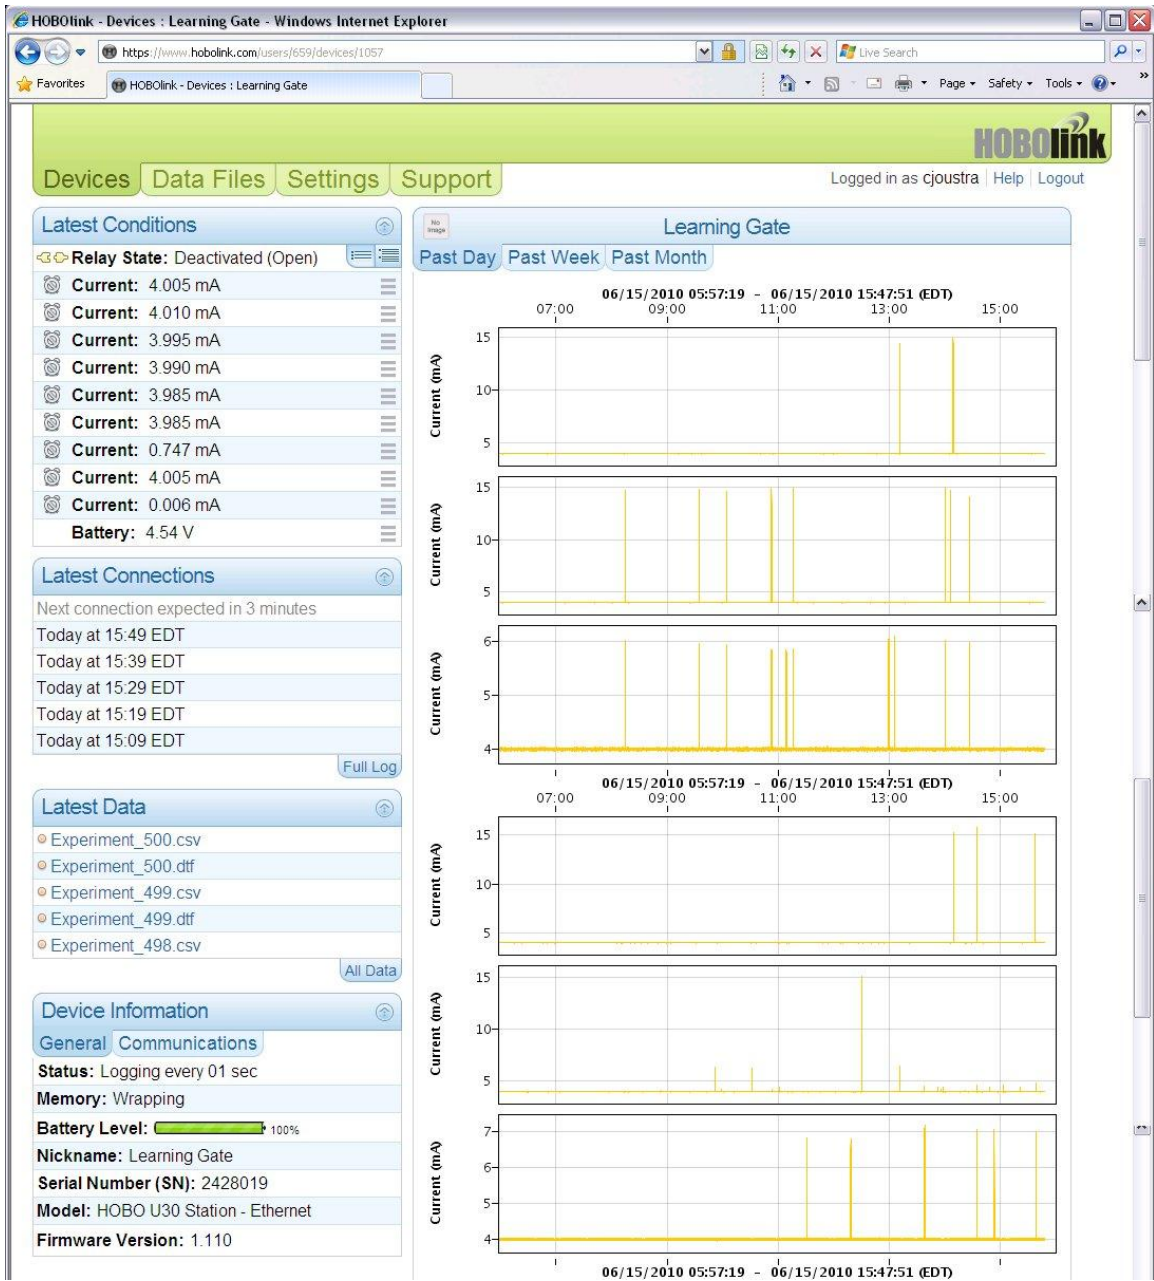 HOBOlink - Devices : Learning Gate - Windows Internet Explorer
https://www.hobolink.com/users/659/devices/1057
Live Search
Favorites
HOBOlink - Devices : Learning Gate
Page
Safety
Tools
HOBOlink
Devices
Data Files
Settings
Support
Logged in as cjoustra | Help | Logout
Latest Conditions
Relay State: Deactivated (Open)
Current: 4.005 mA
Current: 4.010 mA
Current: 3.995 mA
Current: 3.990 mA
Current: 3.985 mA
Current: 3.985 mA
Current: 0.747 mA
Current: 4.005 mA
Current: 0.006 mA
Battery: 4.54 V
Latest Connections
Next connection expected in 3 minutes
Today at 15:49 EDT
Today at 15:39 EDT
Today at 15:29 EDT
Today at 15:19 EDT
Today at 15:09 EDT
Full Log
Latest Data
Experiment_500.csv
Experiment_500.dtf
Experiment_499.csv
Experiment_499.dtf
Experiment_498.csv
All Data
Device Information
General
Communications
Status: Logging every 01 sec
Memory: Wrapping
Battery Level: 100%
Nickname: Learning Gate
Serial Number (SN): 2428019
Model: HOBO U30 Station - Ethernet
Firmware Version: 1.110
No Image
Learning Gate
Past Day
Past Week
Past Month
06/15/2010 05:57:19 - 06/15/2010 15:47:51 (EDT)
07:00 09:00 11:00 13:00 15:00
Current (mA)
15
10
5
Current (mA)
15
10
5
Current (mA)
6
5
4
06/15/2010 05:57:19 - 06/15/2010 15:47:51 (EDT)
07:00 09:00 11:00 13:00 15:00
Current (mA)
15
10
5
Current (mA)
15
10
5
Current (mA)
7
6
5
4
06/15/2010 05:57:19 - 06/15/2010 15:47:51 (EDT)